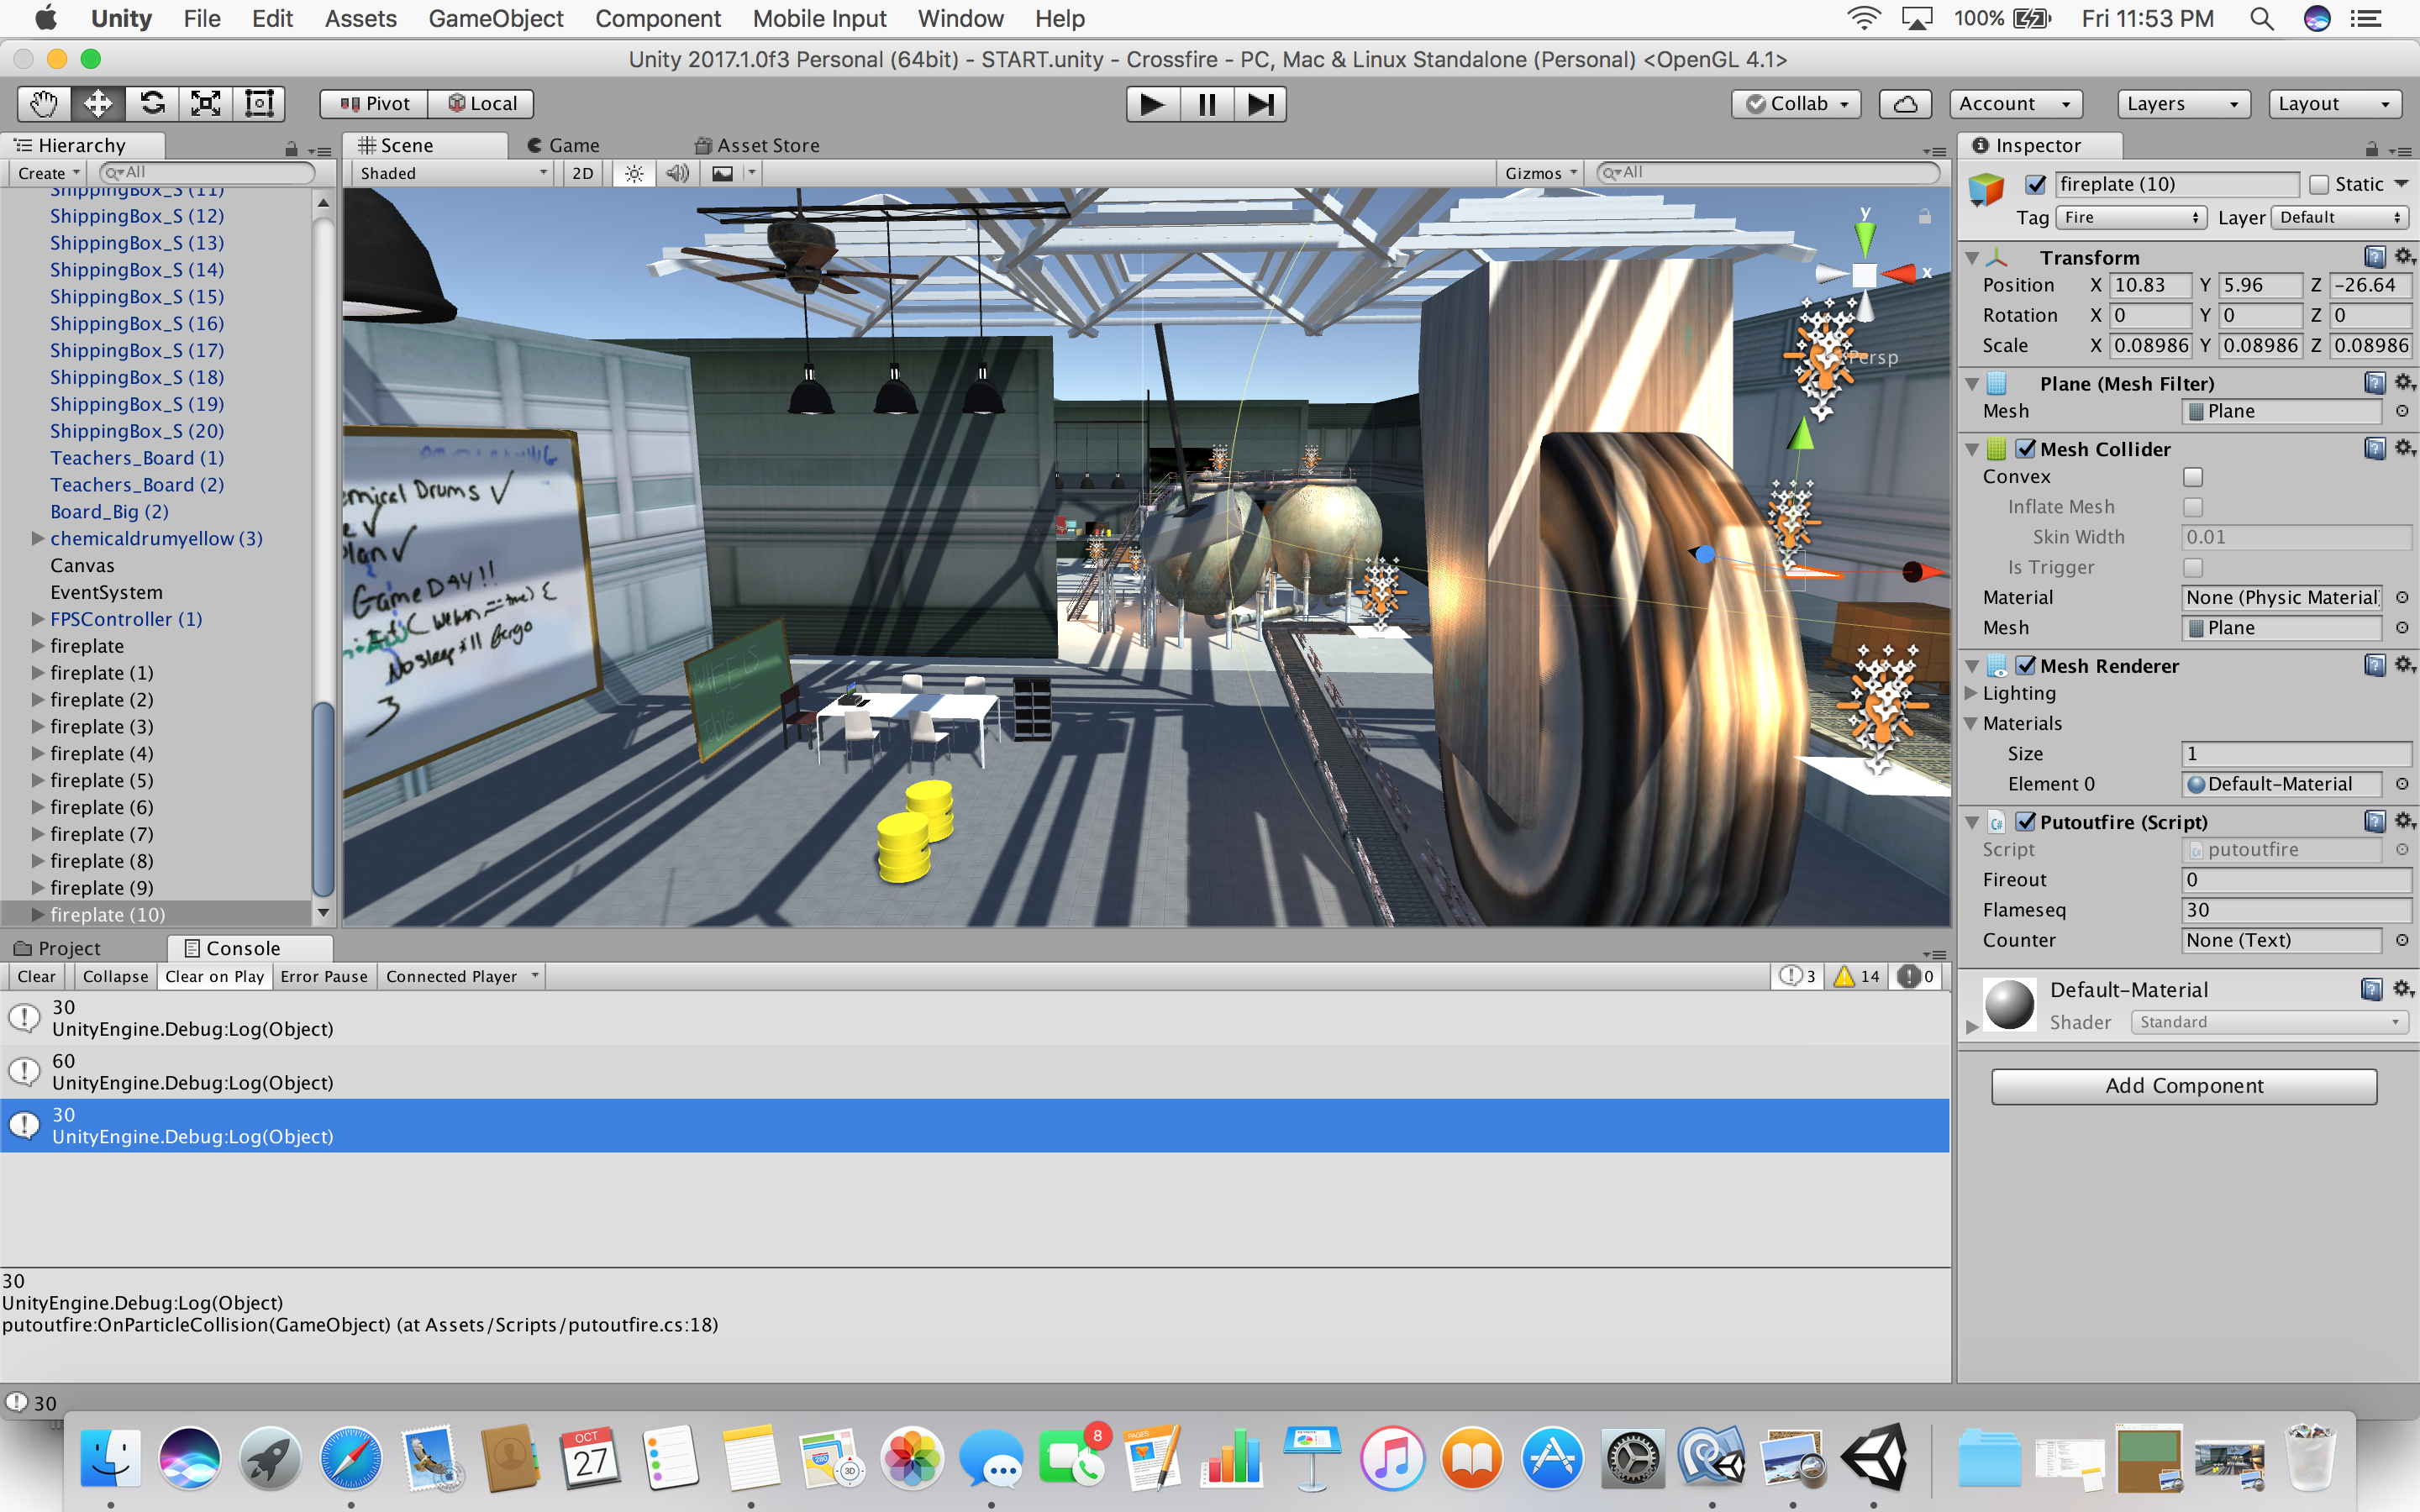 Unity File Edit Assets GameObject Component Mobile Input Window Help 100% Fri 11:53 PM
Unity 2017.1.0f3 Personal (64bit) - START.unity - Crossfire - PC, Mac & Linux Standalone (Personal) <OpenGL 4.1>
Pivot Local Collab Account Layers Layout
Hierarchy
Create All
ShippingBox_S (11)
ShippingBox_S (12)
ShippingBox_S (13)
ShippingBox_S (14)
ShippingBox_S (15)
ShippingBox_S (16)
ShippingBox_S (17)
ShippingBox_S (18)
ShippingBox_S (19)
ShippingBox_S (20)
Teachers_Board (1)
Teachers_Board (2)
Board_Big (2)
chemicaldrumyellow (3)
Canvas
EventSystem
FPSController (1)
fireplate
fireplate (1)
fireplate (2)
fireplate (3)
fireplate (4)
fireplate (5)
fireplate (6)
fireplate (7)
fireplate (8)
fireplate (9)
fireplate (10)
Scene Game Asset Store
Shaded 2D Gizmos All
y
x
Persp
emical Drums ✓
plan ✓
Game DAY!!
3
Inspector
fireplate (10) Static
Tag Fire Layer Default
Transform
Position X 10.83 Y 5.96 Z -26.64
Rotation X 0 Y 0 Z 0
Scale X 0.08986 Y 0.08986 Z 0.08986
Plane (Mesh Filter)
Mesh Plane
Mesh Collider
Convex
Inflate Mesh
Skin Width 0.01
Is Trigger
Material None (Physic Material
Mesh Plane
Mesh Renderer
Lighting
Materials
Size 1
Element 0 Default-Material
Putoutfire (Script)
Script putoutfire
Fireout 0
Flameseq 30
Counter None (Text)
Default-Material
Shader Standard
Add Component
Project Console
Clear Collapse Clear on Play Error Pause Connected Player 3 14 0
30
UnityEngine.Debug:Log(Object)
60
UnityEngine.Debug:Log(Object)
30
UnityEngine.Debug:Log(Object)
30
UnityEngine.Debug:Log(Object)
putoutfire:OnParticleCollision(GameObject) (at Assets/Scripts/putoutfire.cs:18)
30
OCT
27
280
3D
8
PAGES